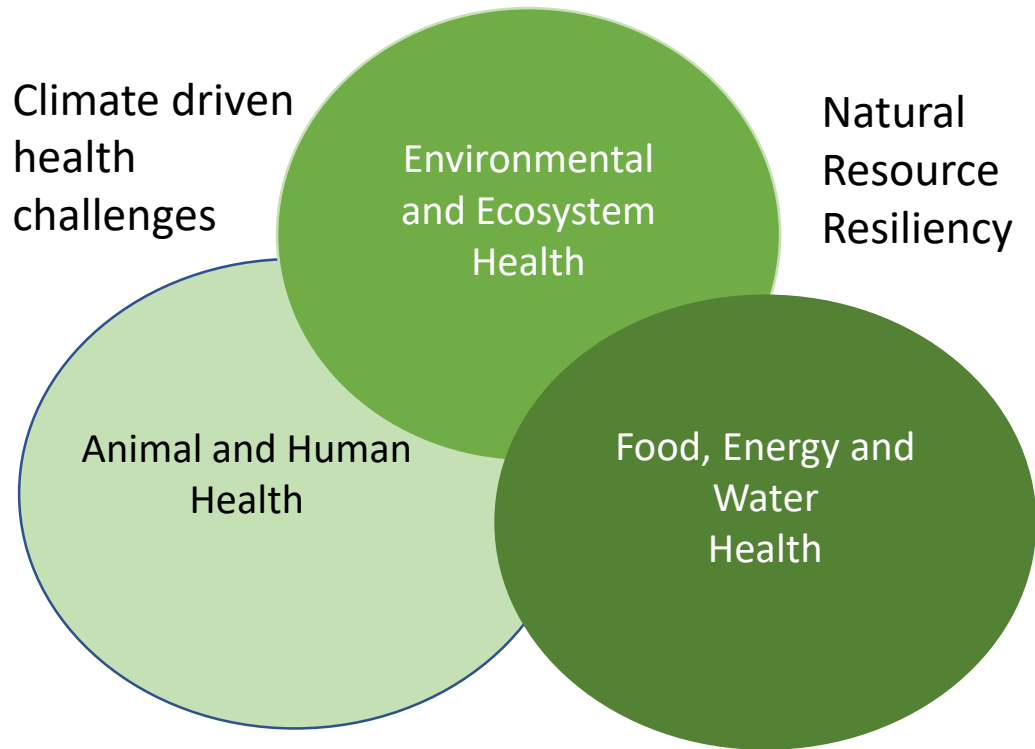 Climate driven
health
challenges
Environmental
and Ecosystem
Health
Natural
Resource
Resiliency
Animal and Human
Health
Food, Energy and
Water
Health